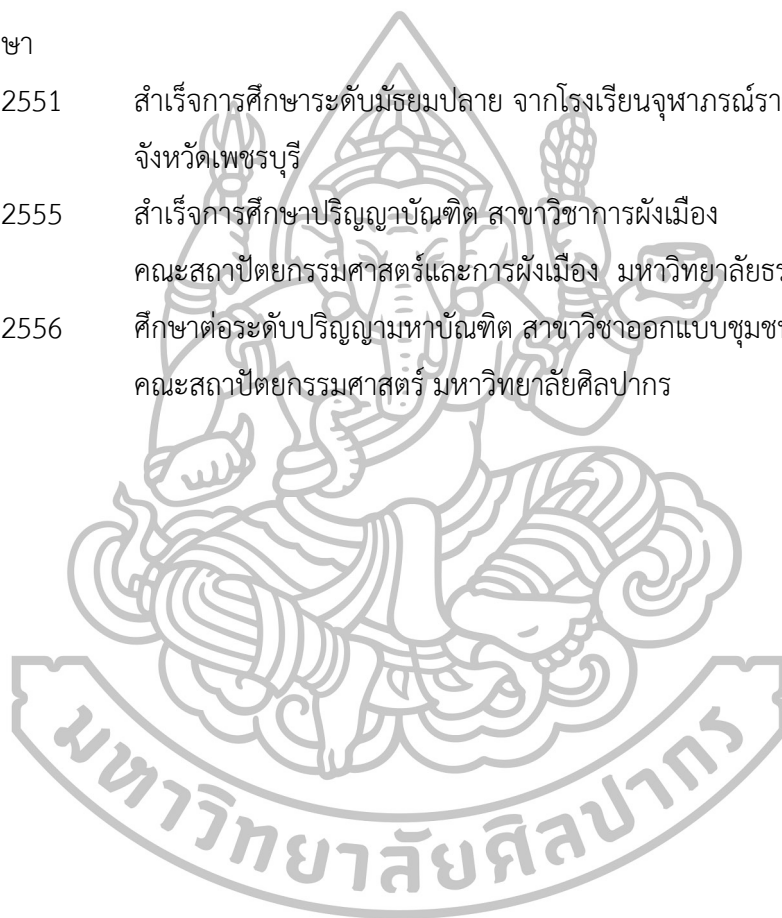 ษา
2551 สำเร็จการศึกษาระดับมัธยมปลาย จากโรงเรียนจุฬาภรณ์รา
จังหวัดเพชรบุรี
2555 สำเร็จการศึกษาปริญญาบัณฑิต สาขาวิชาการผังเมือง
คณะสถาปัตยกรรมศาสตร์และการผังเมือง มหาวิทยาลัยธร
2556 ศึกษาต่อระดับปริญญามหาบัณฑิต สาขาวิชาออกแบบชุมชน
คณะสถาปัตยกรรมศาสตร์ มหาวิทยาลัยศิลปากร
มหาวิทยาลัยศิลปากร